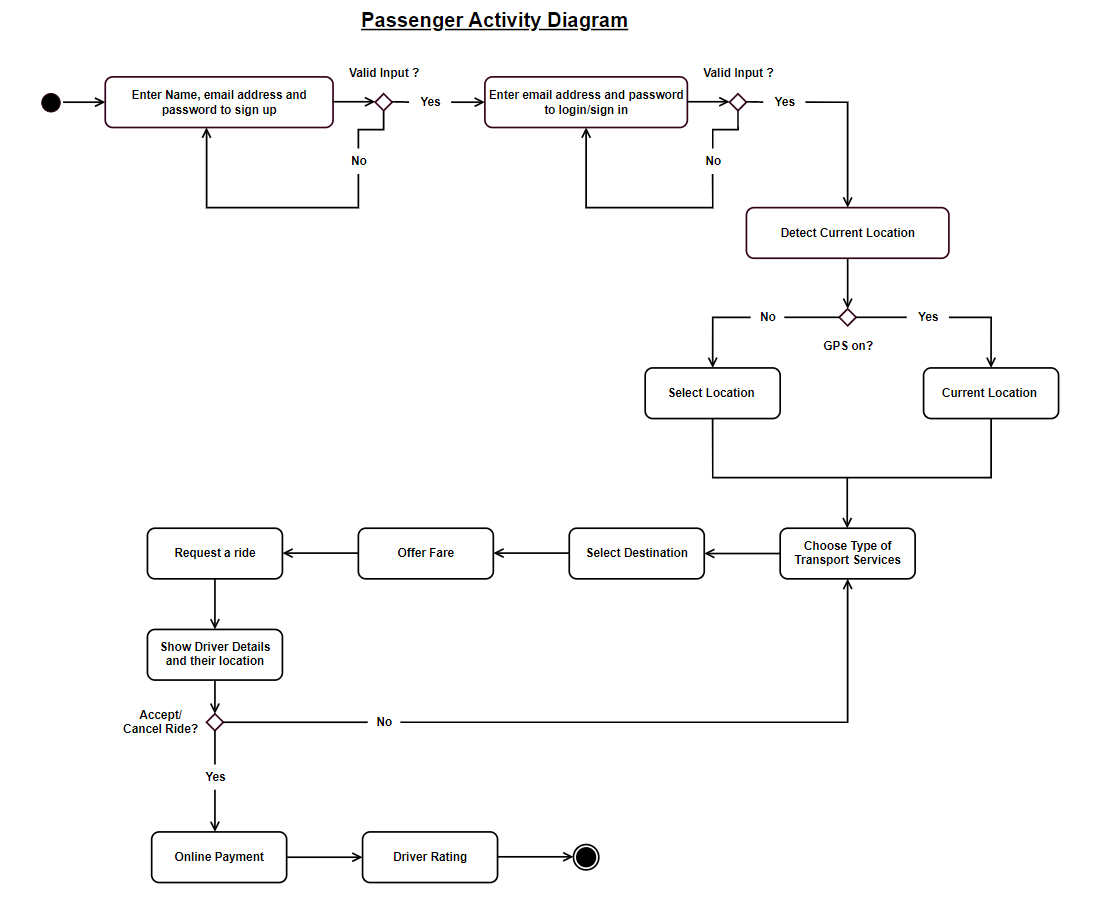 Passenger Activity Diagram
Valid Input ?
Valid Input ?
Enter Name, email address and
password to sign up
Yes
Enter email address and password
to login/sign in
Yes
No
No
Detect Current Location
No
Yes
GPS on?
Select Location
Current Location
Request a ride
Offer Fare
Select Destination
Choose Type of
Transport Services
Show Driver Details
and their location
Accept/
Cancel Ride?
No
Yes
Online Payment
Driver Rating